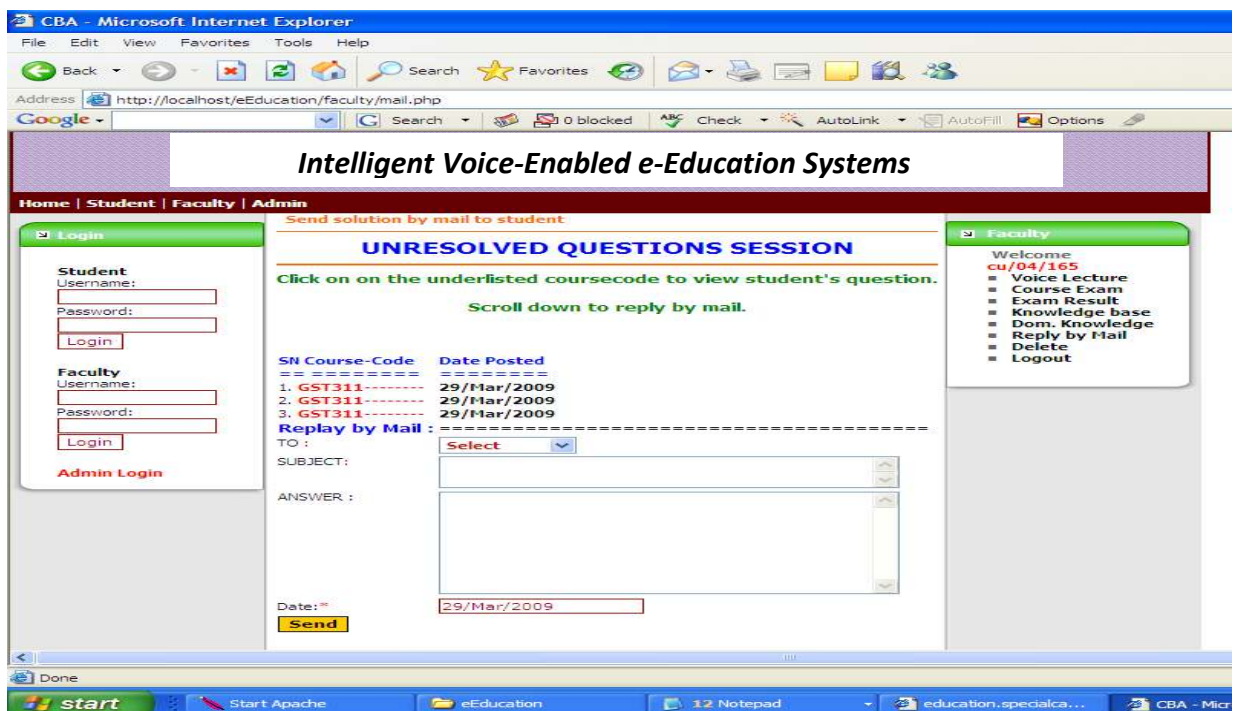 CBA - Microsoft Internet Explorer
File Edit View Favorites Tools Help
Back Search Favorites
Address http://localhost/eEducation/faculty/mail.php
Google Search 0 blocked ABC Check AutoLink AutoFill Options
Intelligent Voice-Enabled e-Education Systems
Home | Student | Faculty | Admin
Login
Student
Username:
Password:
Login
Faculty
Username:
Password:
Login
Admin Login
Send solution by mail to student
UNRESOLVED QUESTIONS SESSION
Click on on the underlisted coursecode to view student's question.
Scroll down to reply by mail.
SN Course-Code Date Posted
== ======== ========
1. GST311-------- 29/Mar/2009
2. GST311-------- 29/Mar/2009
3. GST311-------- 29/Mar/2009
Replay by Mail : ========================================
TO : Select
SUBJECT:
ANSWER :
Date:* 29/Mar/2009
Send
Faculty
Welcome
cu/04/165
Voice Lecture
Course Exam
Exam Result
Knowledge base
Dom. Knowledge
Reply by Mail
Delete
Logout
Done
start Start Apache eEducation 12 Notepad education.specialca... CBA - Micr